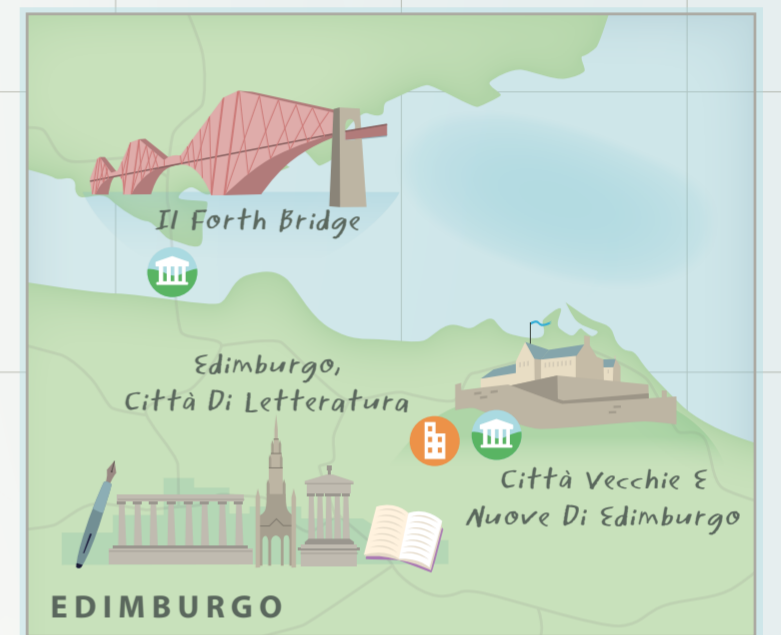 Il Forth Bridge
Edimburgo,
Città Di Letteratura
Città Vecchie E
Nuove Di Edimburgo
EDIMBURGO